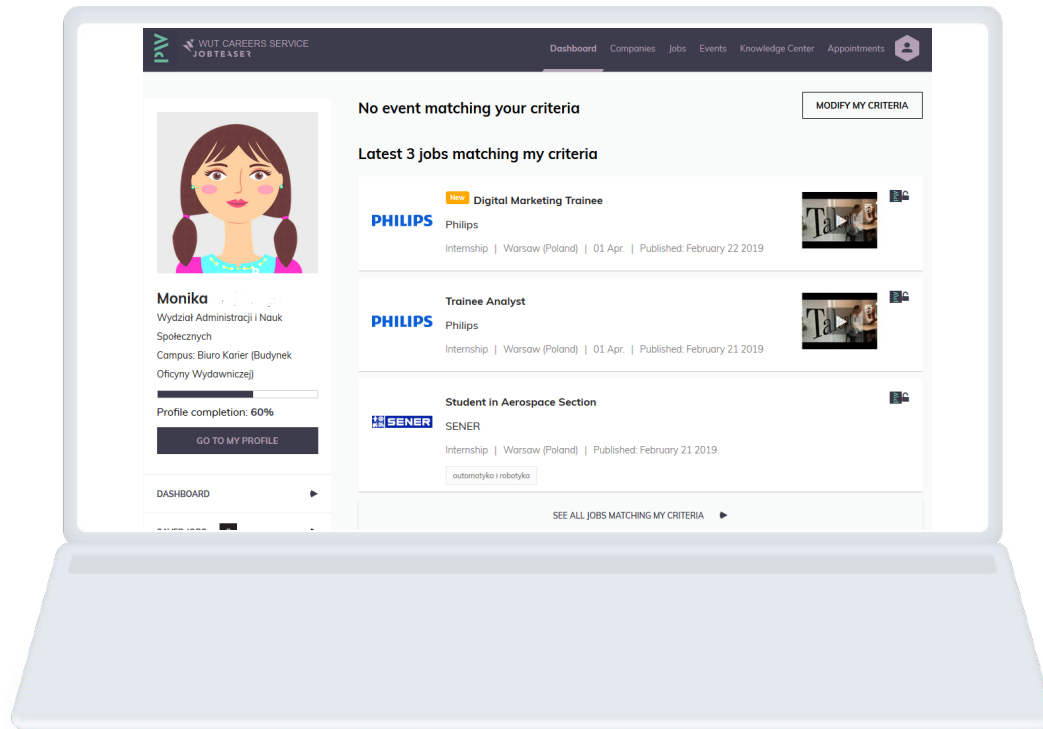 WUT CAREERS SERVICE
JOBTEASER
Dashboard Companies Jobs Events Knowledge Center Appointments
No event matching your criteria
MODIFY MY CRITERIA
Latest 3 jobs matching my criteria
PHILIPS
New Digital Marketing Trainee
Philips
Internship | Warsaw (Poland) | 01 Apr. | Published: February 22 2019
PHILIPS
Trainee Analyst
Philips
Internship | Warsaw (Poland) | 01 Apr. | Published: February 21 2019
SENER
Student in Aerospace Section
SENER
Internship | Warsaw (Poland) | Published: February 21 2019
automatyka i robotyka
SEE ALL JOBS MATCHING MY CRITERIA
Monika
Wydział Administracji i Nauk
Społecznych
Campus: Biuro Karier (Budynek
Oficyny Wydawniczej)
Profile completion: 60%
GO TO MY PROFILE
DASHBOARD